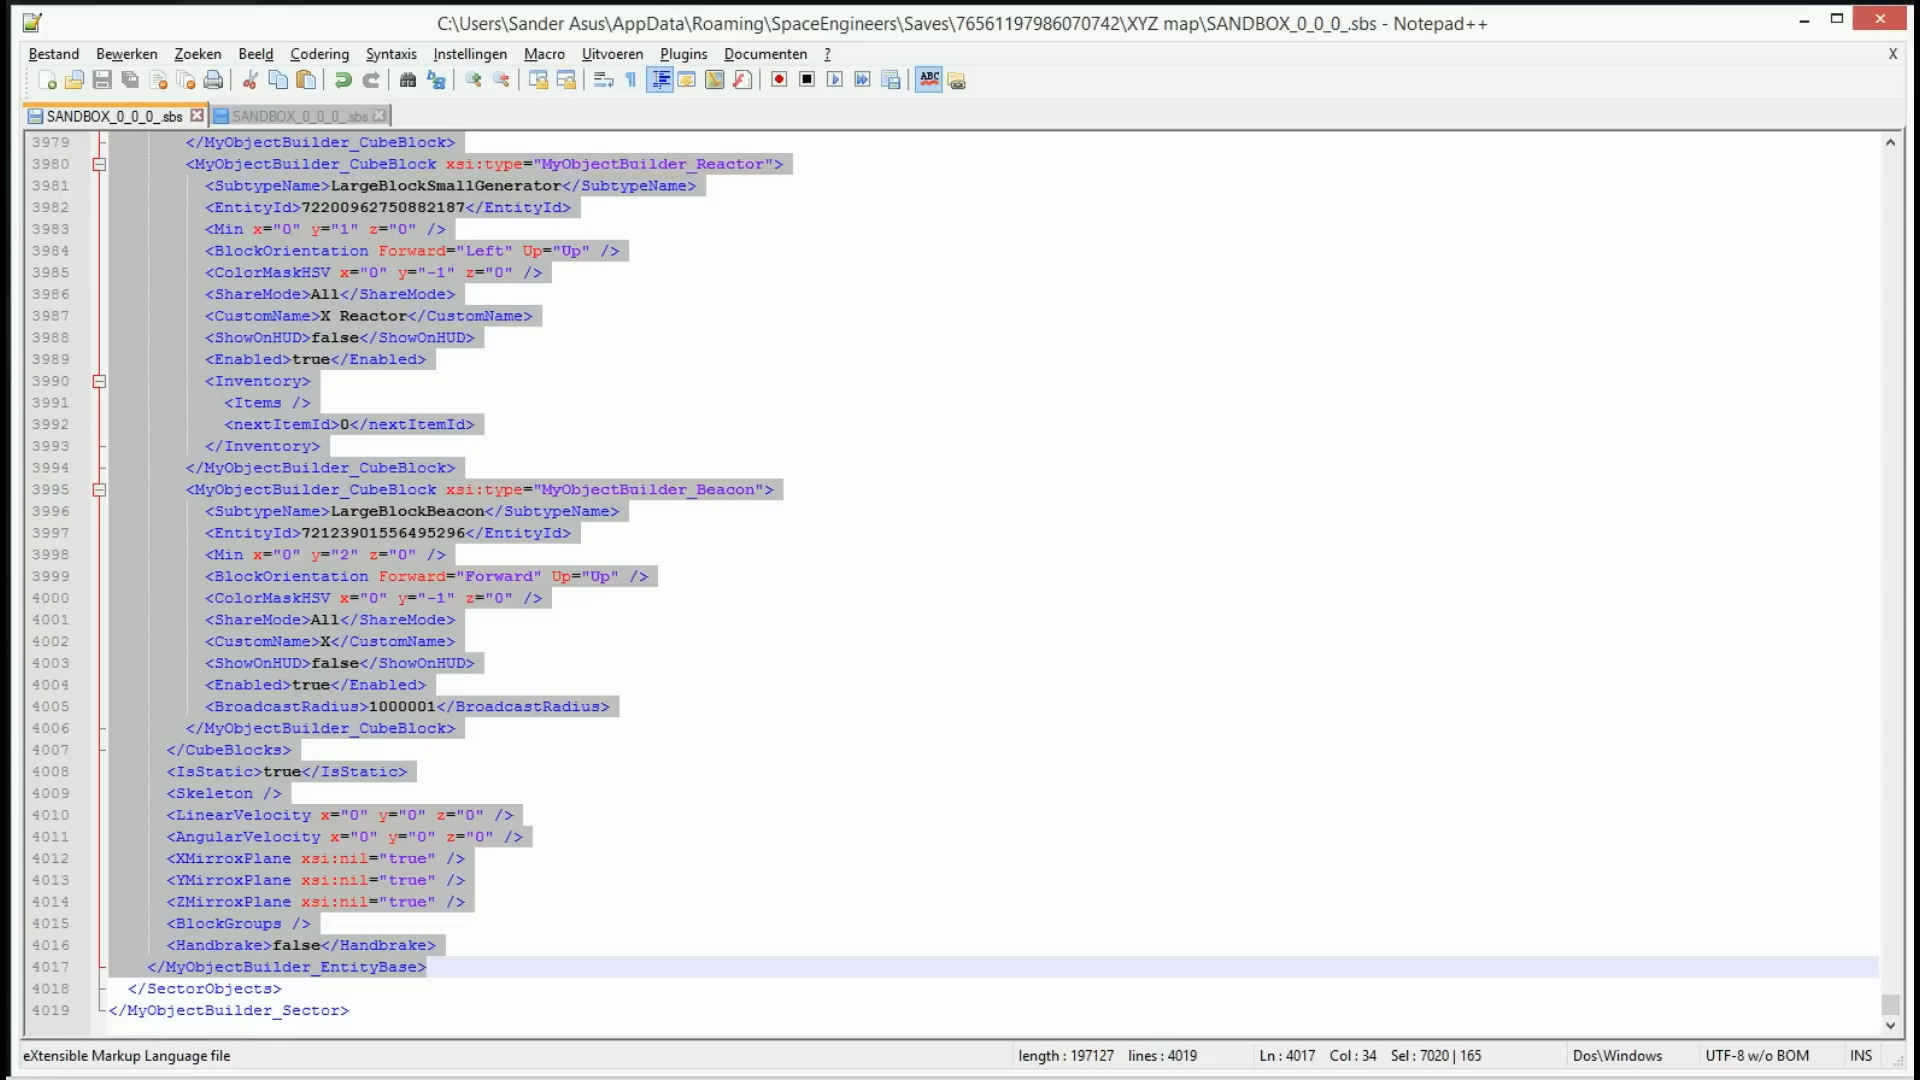 C:\Users\Sander Asus\AppData\Roaming\SpaceEngineers\Saves\76561197986070742\XYZ map\SANDBOX_0_0_0_.sbs - Notepad++
Bestand Bewerken Zoeken Beeld Codering Syntaxis Instellingen Macro Uitvoeren Plugins Documenten ? X
ABC
SANDBOX_0_0_0_.sbs SANDBOX_0_0_0_.sbs
3979 </MyObjectBuilder_CubeBlock>
3980 <MyObjectBuilder_CubeBlock xsi:type="MyObjectBuilder_Reactor">
3981 <SubtypeName>LargeBlockSmallGenerator</SubtypeName>
3982 <EntityId>72200962750882187</EntityId>
3983 <Min x="0" y="1" z="0" />
3984 <BlockOrientation Forward="Left" Up="Up" />
3985 <ColorMaskHSV x="0" y="-1" z="0" />
3986 <ShareMode>All</ShareMode>
3987 <CustomName>X Reactor</CustomName>
3988 <ShowOnHUD>false</ShowOnHUD>
3989 <Enabled>true</Enabled>
3990 <Inventory>
3991 <Items />
3992 <nextItemId>0</nextItemId>
3993 </Inventory>
3994 </MyObjectBuilder_CubeBlock>
3995 <MyObjectBuilder_CubeBlock xsi:type="MyObjectBuilder_Beacon">
3996 <SubtypeName>LargeBlockBeacon</SubtypeName>
3997 <EntityId>72123901556495296</EntityId>
3998 <Min x="0" y="2" z="0" />
3999 <BlockOrientation Forward="Forward" Up="Up" />
4000 <ColorMaskHSV x="0" y="-1" z="0" />
4001 <ShareMode>All</ShareMode>
4002 <CustomName>X</CustomName>
4003 <ShowOnHUD>false</ShowOnHUD>
4004 <Enabled>true</Enabled>
4005 <BroadcastRadius>1000001</BroadcastRadius>
4006 </MyObjectBuilder_CubeBlock>
4007 </CubeBlocks>
4008 <IsStatic>true</IsStatic>
4009 <Skeleton />
4010 <LinearVelocity x="0" y="0" z="0" />
4011 <AngularVelocity x="0" y="0" z="0" />
4012 <XMirroxPlane xsi:nil="true" />
4013 <YMirroxPlane xsi:nil="true" />
4014 <ZMirroxPlane xsi:nil="true" />
4015 <BlockGroups />
4016 <Handbrake>false</Handbrake>
4017 </MyObjectBuilder_EntityBase>
4018 </SectorObjects>
4019 </MyObjectBuilder_Sector>
eXtensible Markup Language file length : 197127 lines : 4019 Ln : 4017 Col : 34 Sel : 7020 | 165 Dos\Windows UTF-8 w/o BOM INS